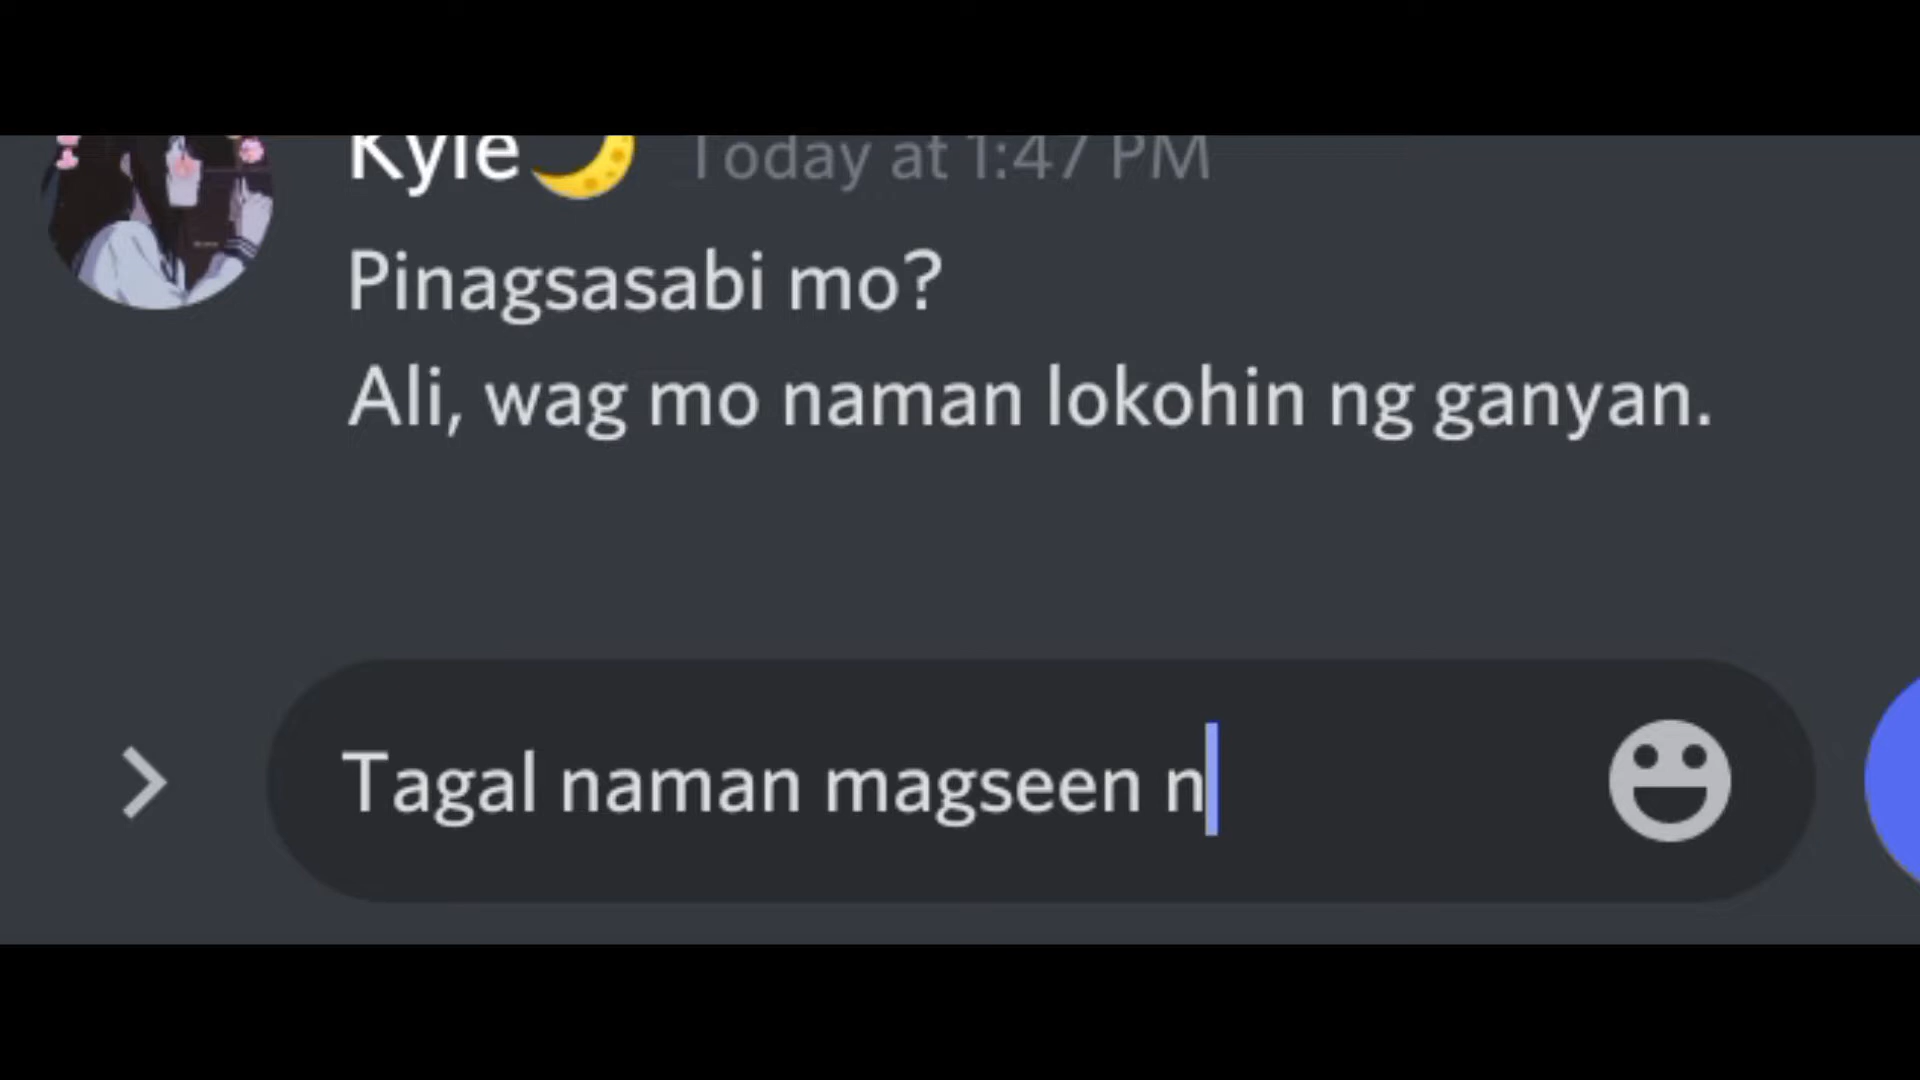 Kyle🌙 Today at 1:47 PM
Pinagsasabi mo?
Ali, wag mo naman lokohin ng ganyan.
Tagal naman magseen n